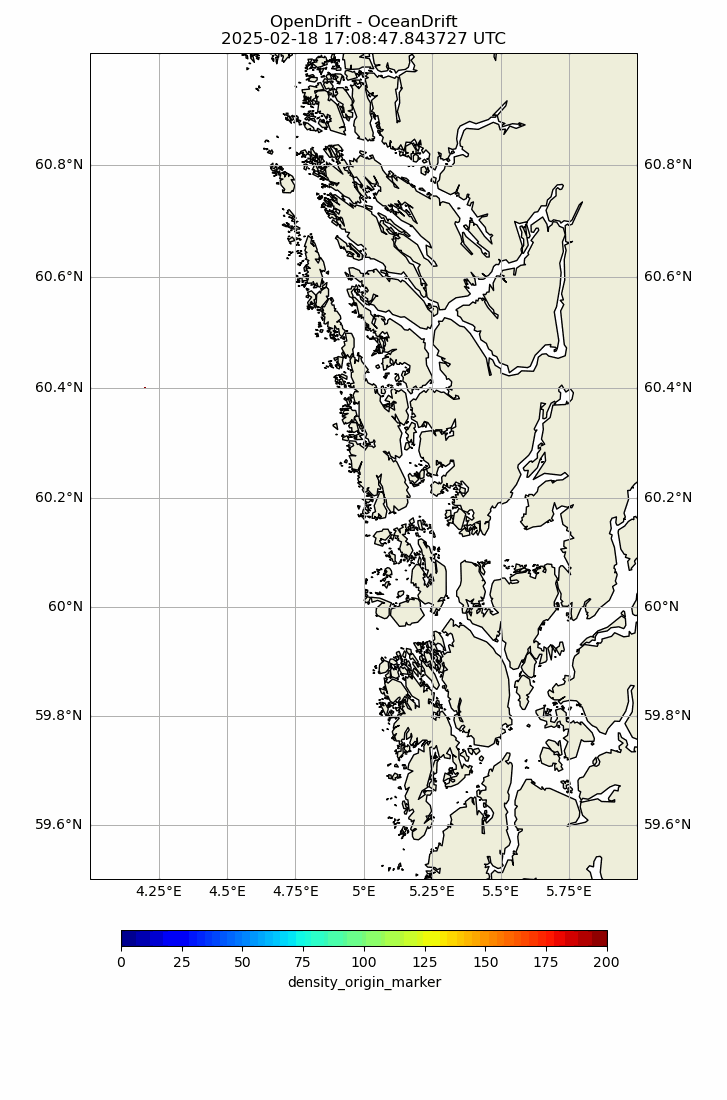 OpenDrift - OceanDrift
2025-02-18 17:08:47.843727 UTC
60.8°N 60.8°N
60.6°N 60.6°N
60.4°N 60.4°N
60.2°N 60.2°N
60°N 60°N
59.8°N 59.8°N
59.6°N 59.6°N
4.25°E 4.5°E 4.75°E 5°E 5.25°E 5.5°E 5.75°E
0 25 50 75 100 125 150 175 200
density_origin_marker